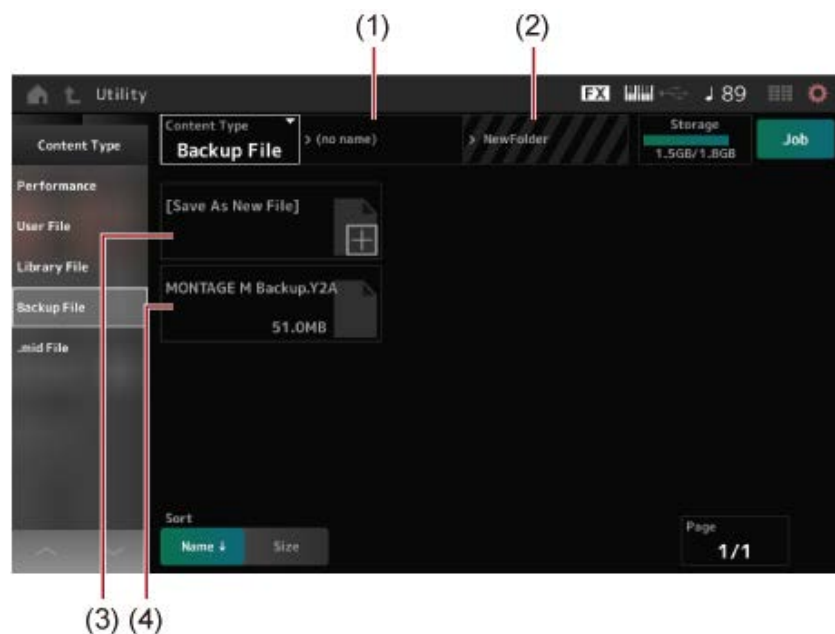 (1)
(2)
Utility
FX
♩ 89
Content Type
Performance
User File
Library File
Backup File
.mid File
Content Type
Backup File
> (no name)
> NewFolder
Storage
1.5GB/1.8GB
Job
[Save As New File]
MONTAGE M Backup.Y2A
51.0MB
Sort
Name ↓
Size
Page
1/1
(3)
(4)